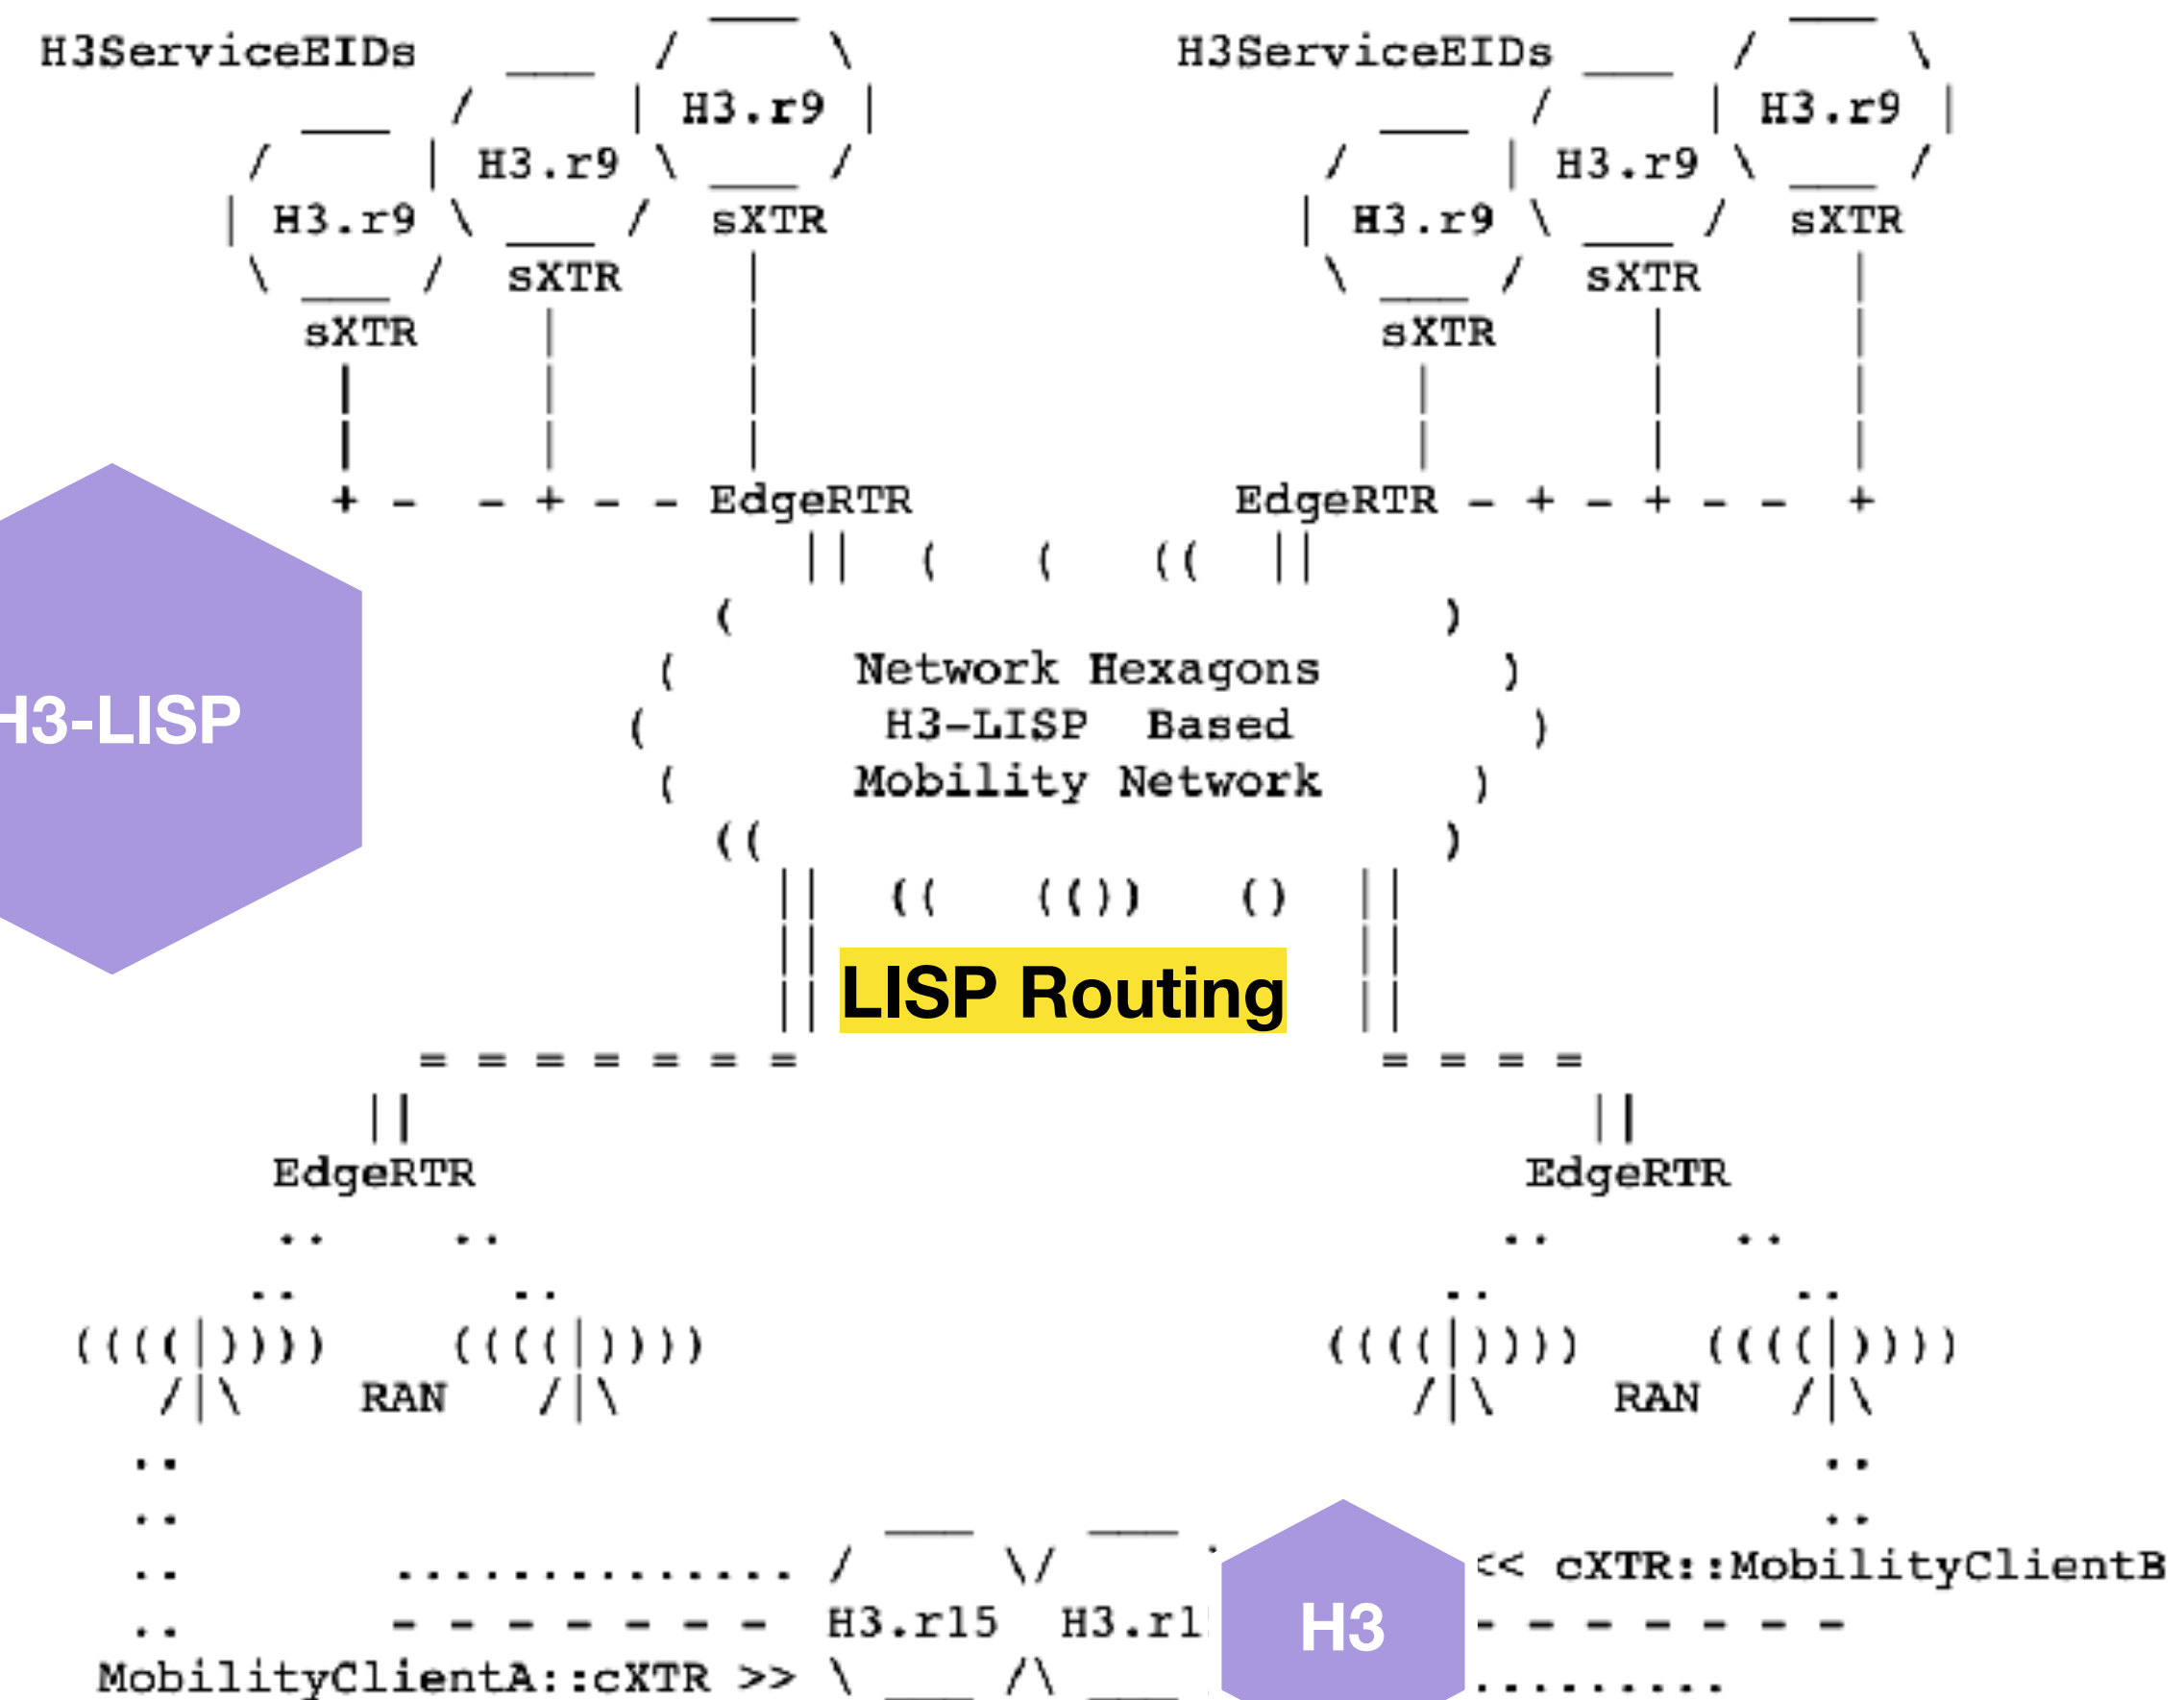 H3ServiceEIDs H3ServiceEIDs
H3.r9 H3.r9
H3.r9 H3.r9
H3.r9 sXTR H3.r9 sXTR
sXTR sXTR
sXTR sXTR
+ - - + - - EdgeRTR EdgeRTR - + - + - - +
Network Hexagons
H3-LISP
H3-LISP Based
Mobility Network
LISP Routing
EdgeRTR EdgeRTR
RAN RAN
<< cXTR::MobilityClientB
H3.r15 H3.r1
H3
MobilityClientA::cXTR >>